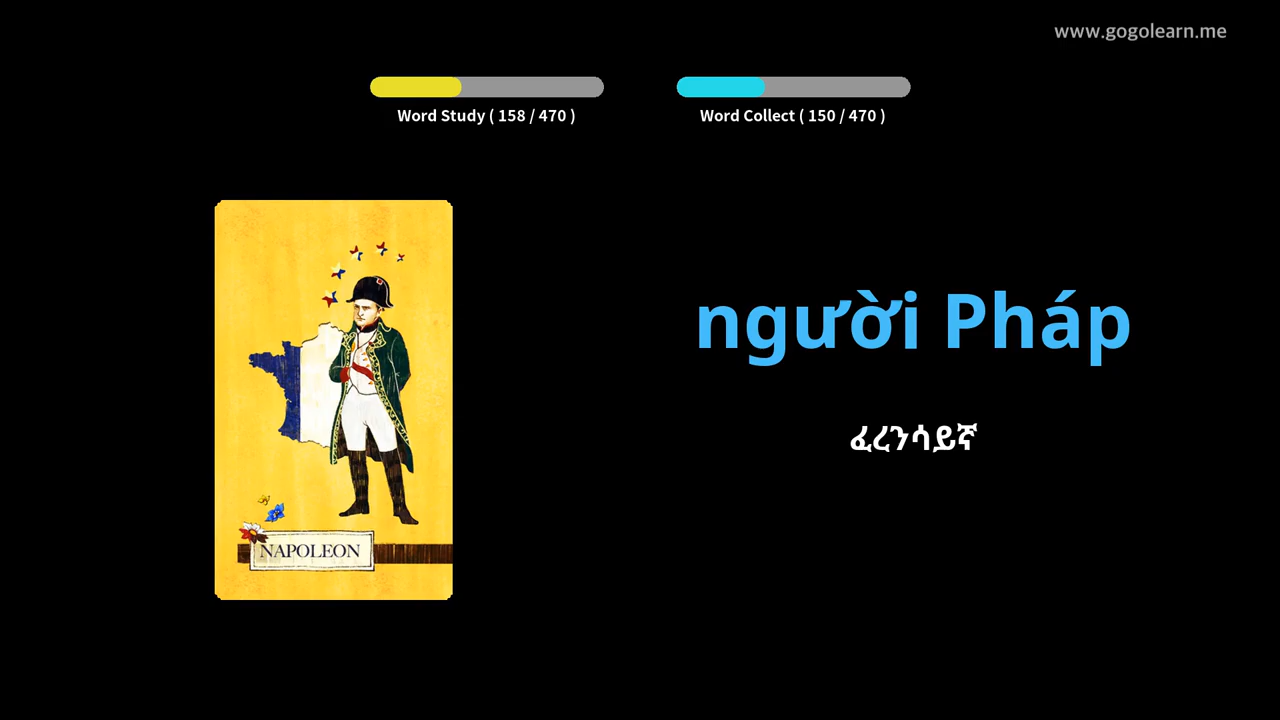 www.gogolearn.me
Word Study ( 158 / 470 )
Word Collect ( 150 / 470 )
người Pháp
ፈረንሳይኛ
NAPOLEON